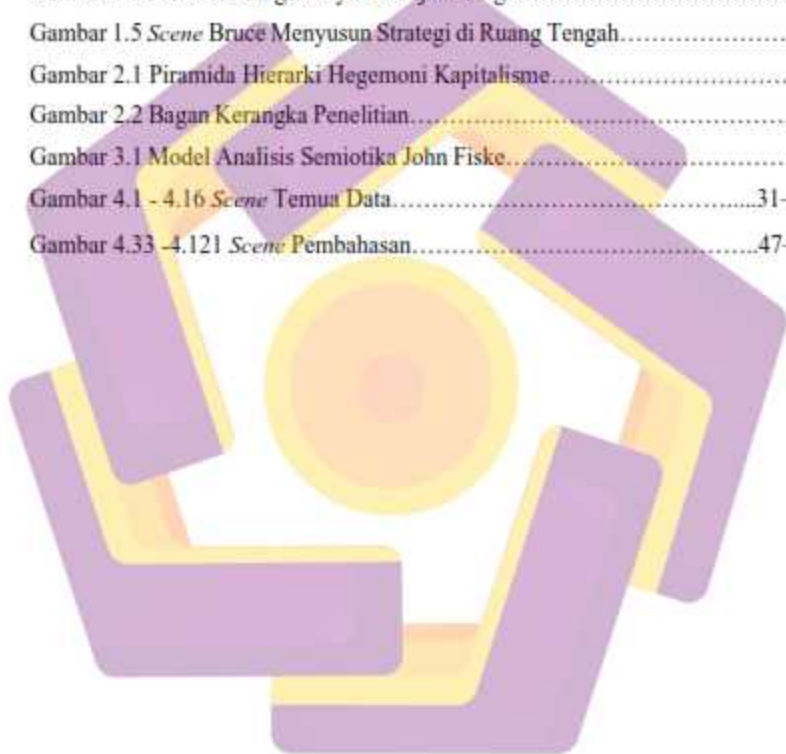 Gambar 1.5 Scene Bruce Menyusun Strategi di Ruang Tengah……………………
Gambar 2.1 Piramida Hierarki Hegemoni Kapitalisme……………………………
Gambar 2.2 Bagan Kerangka Penelitian……………………………………………
Gambar 3.1 Model Analisis Semiotika John Fiske…………………………………
Gambar 4.1 - 4.16 Scene Temua Data……………………………………......31-
Gambar 4.33 -4.121 Scene Pembahasan……………………………………..47-